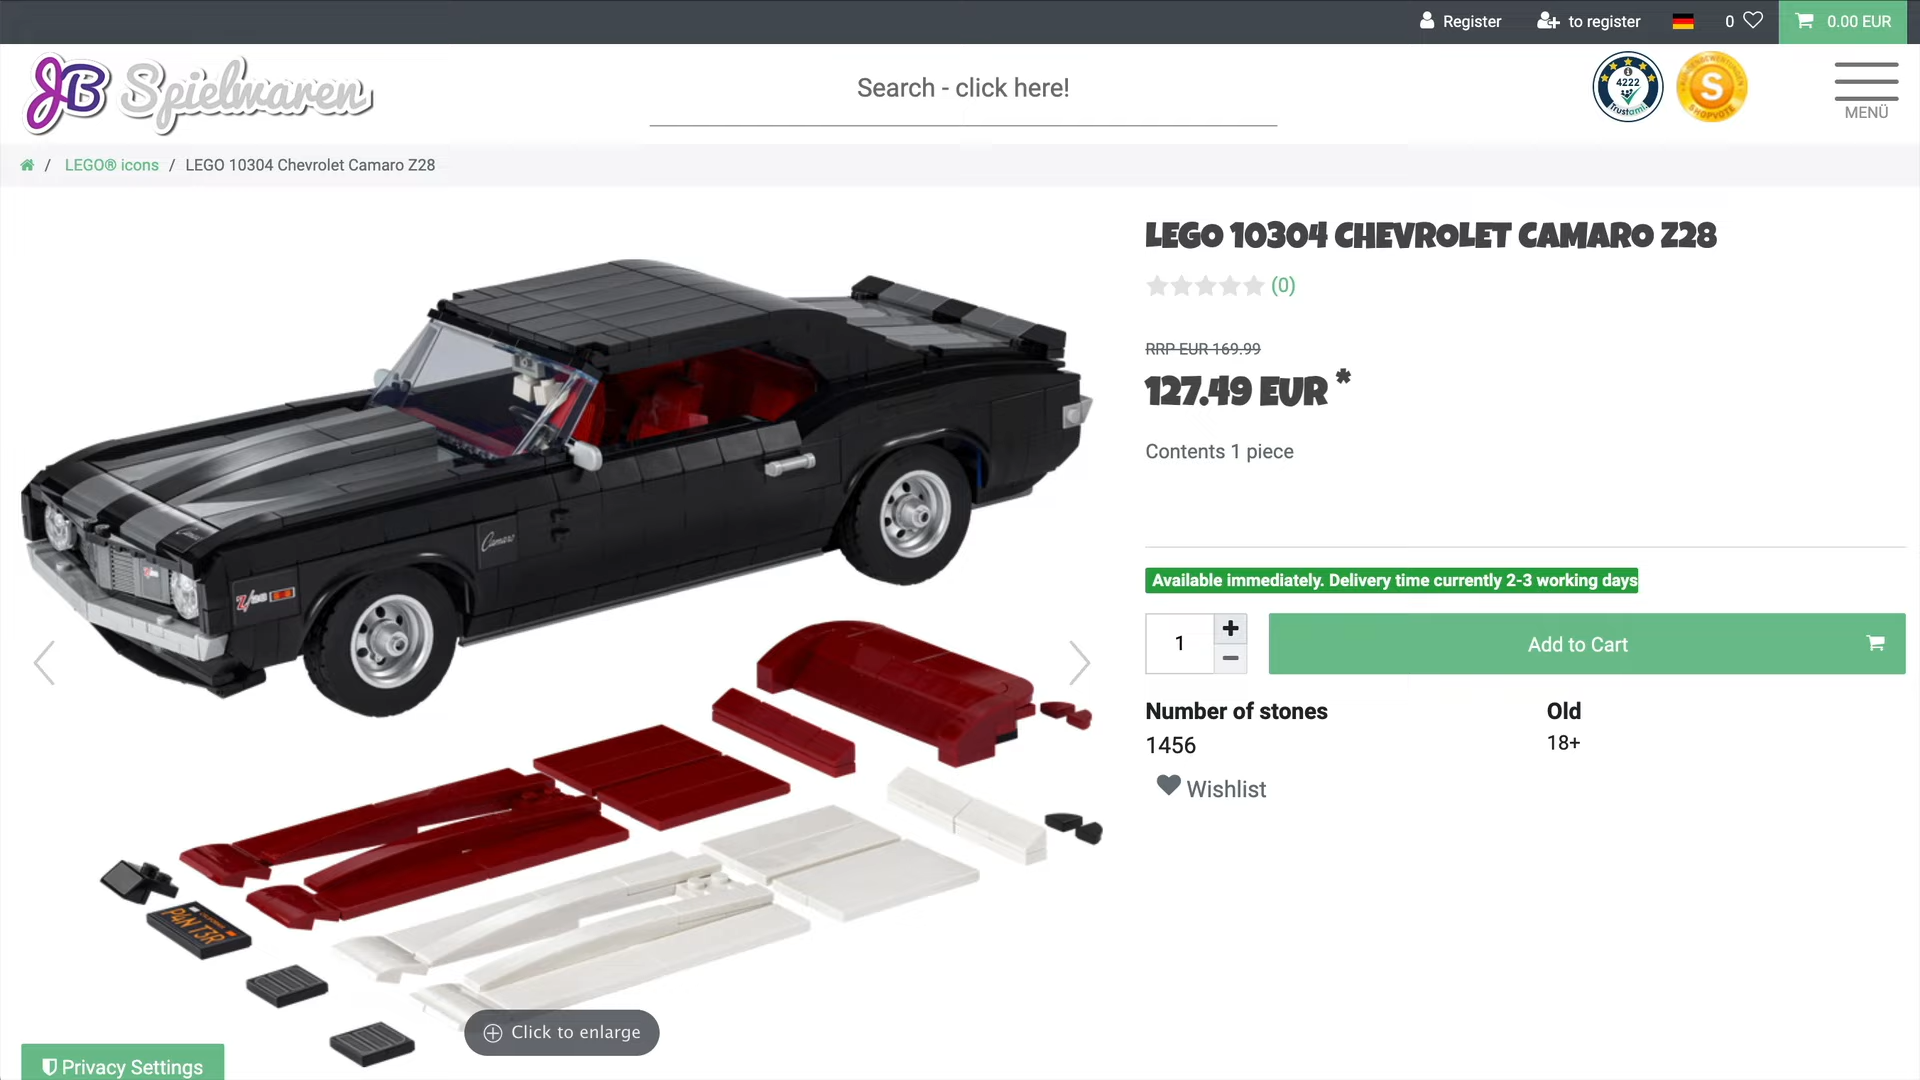 Register
to register
0
0.00 EUR
JB Spielwaren
Search - click here!
4222
Trustami
S
SHOPVOTE
MENÜ
/ LEGO® icons / LEGO 10304 Chevrolet Camaro Z28
LEGO 10304 CHEVROLET CAMARO Z28
(0)
RRP EUR 169.99
127.49 EUR *
Contents 1 piece
Available immediately. Delivery time currently 2-3 working days
1
+
−
Add to Cart
Number of stones
Old
1456
18+
Wishlist
Camaro
Z/28
P4NT3R
Click to enlarge
Privacy Settings